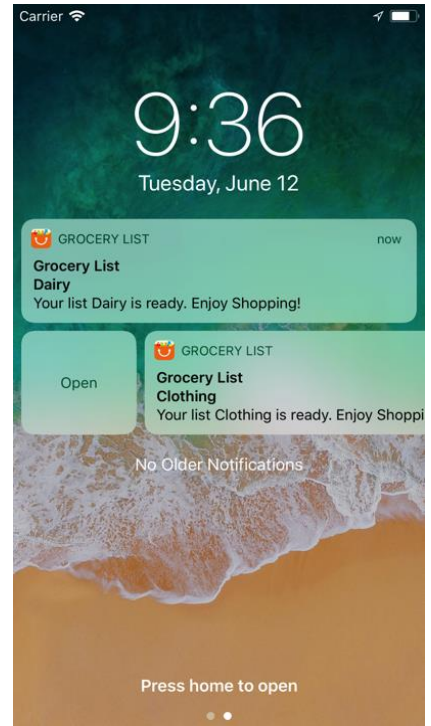 Carrier
9:36
Tuesday, June 12
GROCERY LIST now
Grocery List
Dairy
Your list Dairy is ready. Enjoy Shopping!
Open
GROCERY LIST
Grocery List
Clothing
Your list Clothing is ready. Enjoy Shoppi
No Older Notifications
Press home to open